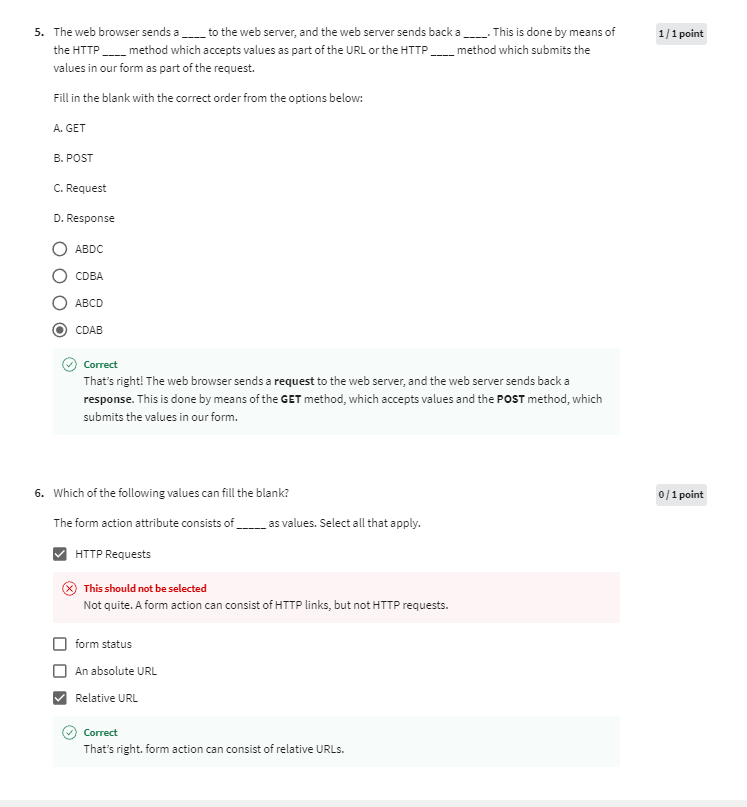 5. The web browser sends a ____ to the web server, and the web server sends back a ____. This is done by means of
1 / 1 point
the HTTP ____ method which accepts values as part of the URL or the HTTP ____ method which submits the
values in our form as part of the request.
Fill in the blank with the correct order from the options below:
A. GET
B. POST
C. Request
D. Response
ABDC
CDBA
ABCD
CDAB
Correct
That's right! The web browser sends a request to the web server, and the web server sends back a
response. This is done by means of the GET method, which accepts values and the POST method, which
submits the values in our form.
6. Which of the following values can fill the blank?
0 / 1 point
The form action attribute consists of _____ as values. Select all that apply.
HTTP Requests
This should not be selected
Not quite. A form action can consist of HTTP links, but not HTTP requests.
form status
An absolute URL
Relative URL
Correct
That's right. form action can consist of relative URLs.